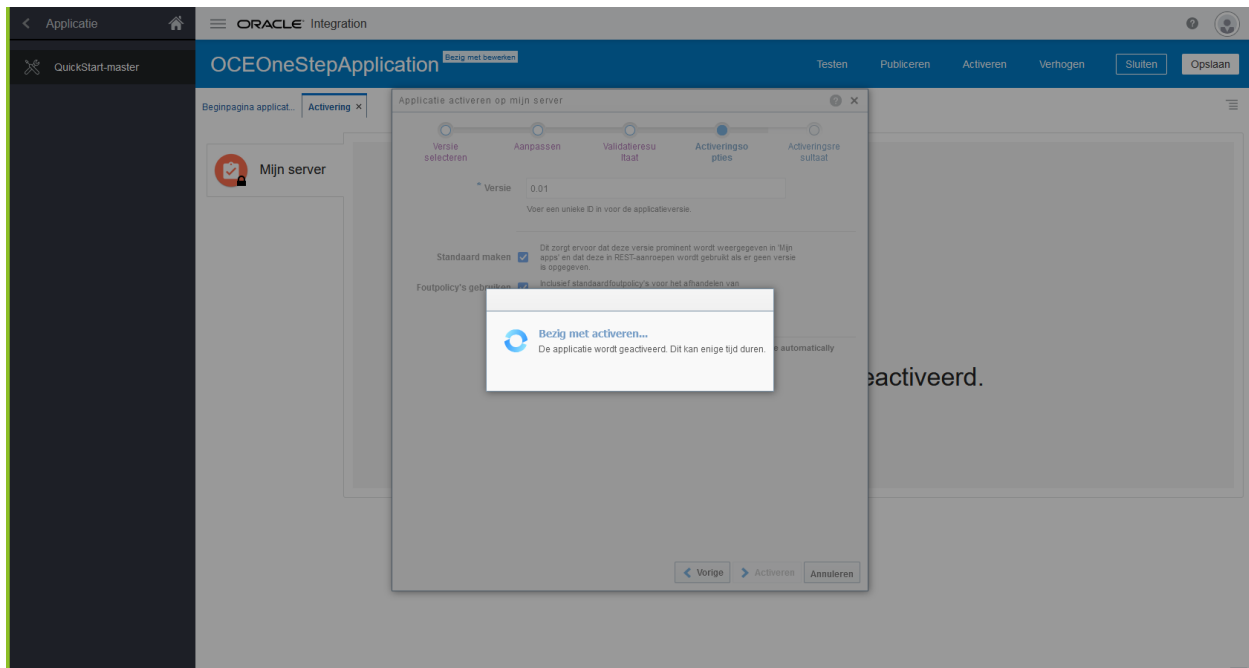 Applicatie
ORACLE Integration
QuickStart-master
OCEOneStepApplication
Bezig met bewerken
Testen
Publiceren
Activeren
Verhogen
Sluiten
Opslaan
Beginpagina applicat...
Activering ×
Applicatie activeren op mijn server
Mijn server
Versie
selecteren
Aanpassen
Validatieresu
ltaat
Activeringso
pties
Activeringsre
sultaat
* Versie
0.01
Voer een unieke ID in voor de applicatieversie.
Standaard maken
Dit zorgt ervoor dat deze versie prominent wordt weergegeven in 'Mijn
apps' en dat deze in REST-aanroepen wordt gebruikt als er geen versie
is opgegeven.
Foutpolicy's gebruiken
Inclusief standaardfoutpolicy's voor het afhandelen van
Bezig met activeren...
De applicatie wordt geactiveerd. Dit kan enige tijd duren.
automatically
eactiveerd.
Vorige
Activeren
Annuleren